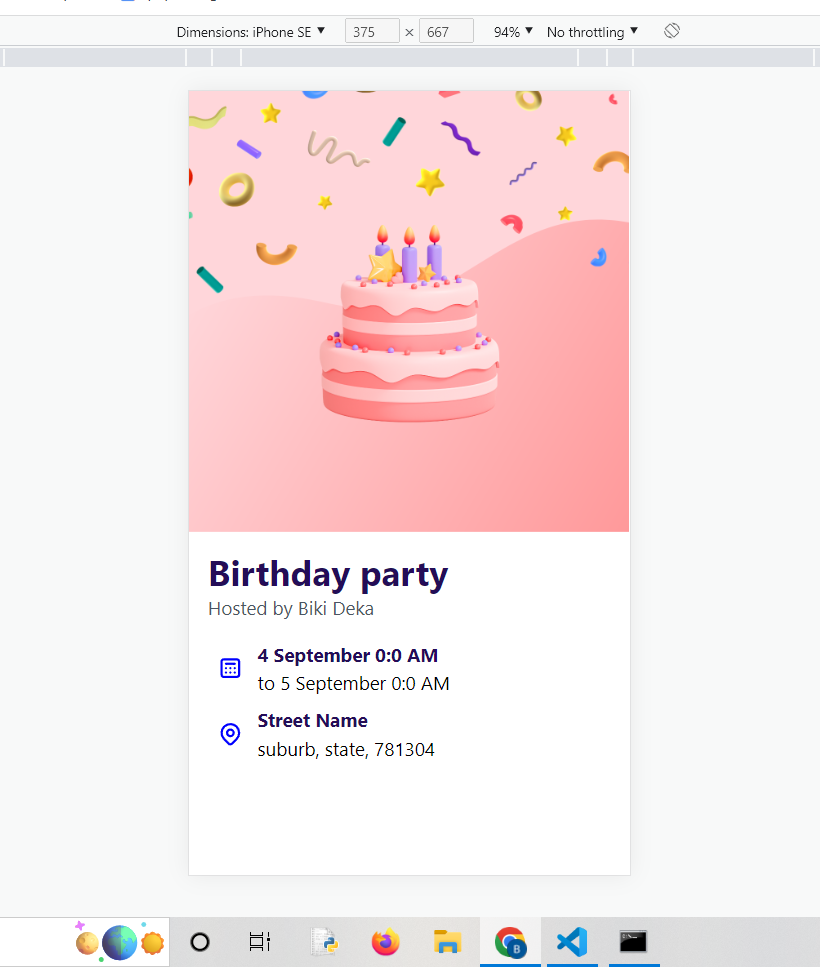 Dimensions: iPhone SE 375 × 667 94% No throttling
Birthday party
Hosted by Biki Deka
4 September 0:0 AM
to 5 September 0:0 AM
Street Name
suburb, state, 781304
B